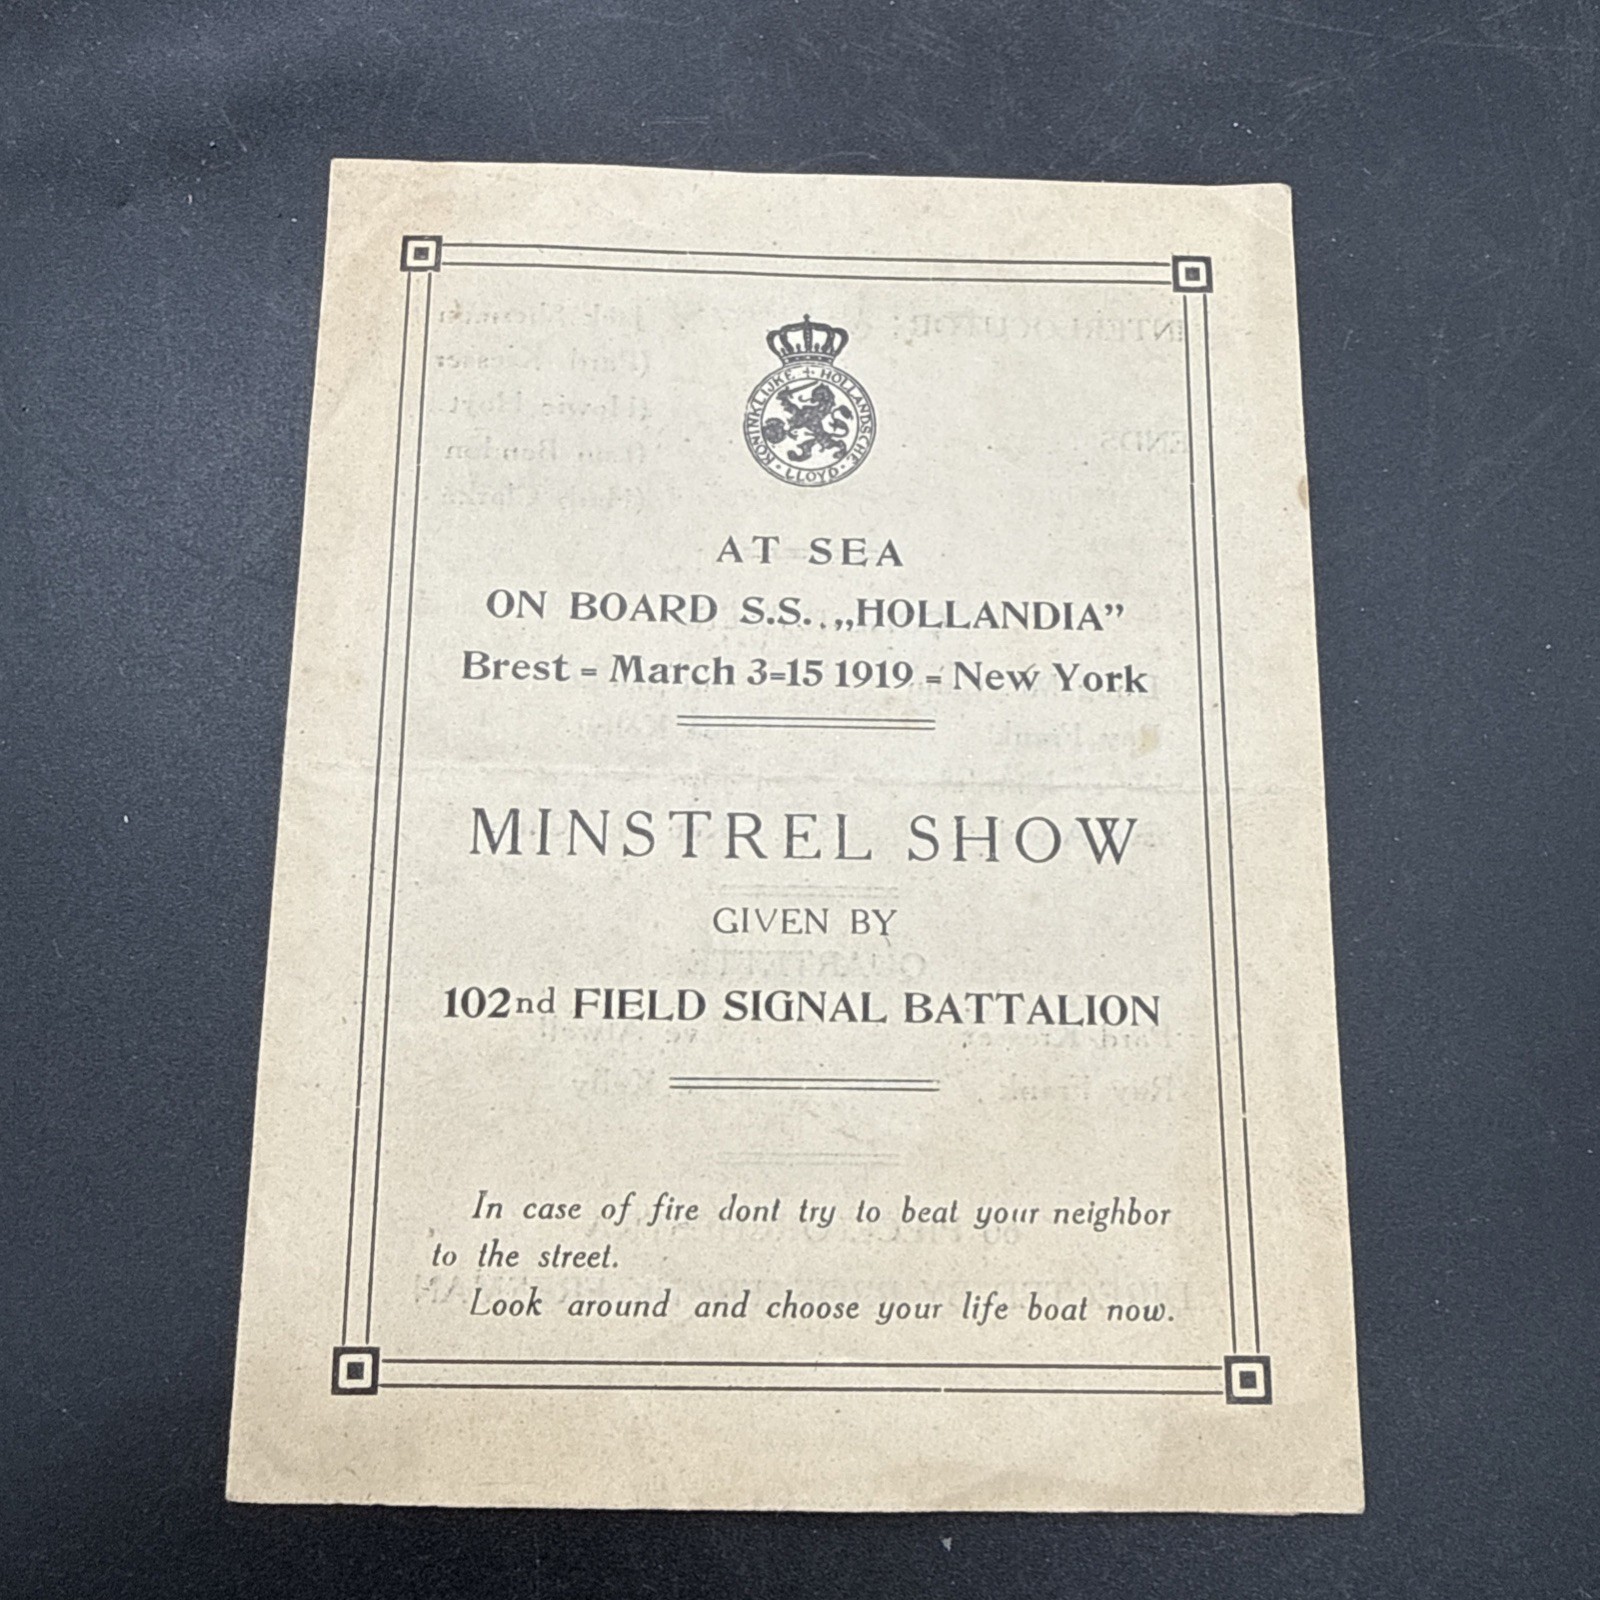 KONINKLIJKE + HOLLANDSCHE · LLOYD ·
AT SEA
ON BOARD S.S. „HOLLANDIA”
Brest = March 3=15 1919 = New York
MINSTREL SHOW
GIVEN BY
102nd FIELD SIGNAL BATTALION
In case of fire dont try to beat your neighbor
to the street.
Look around and choose your life boat now.